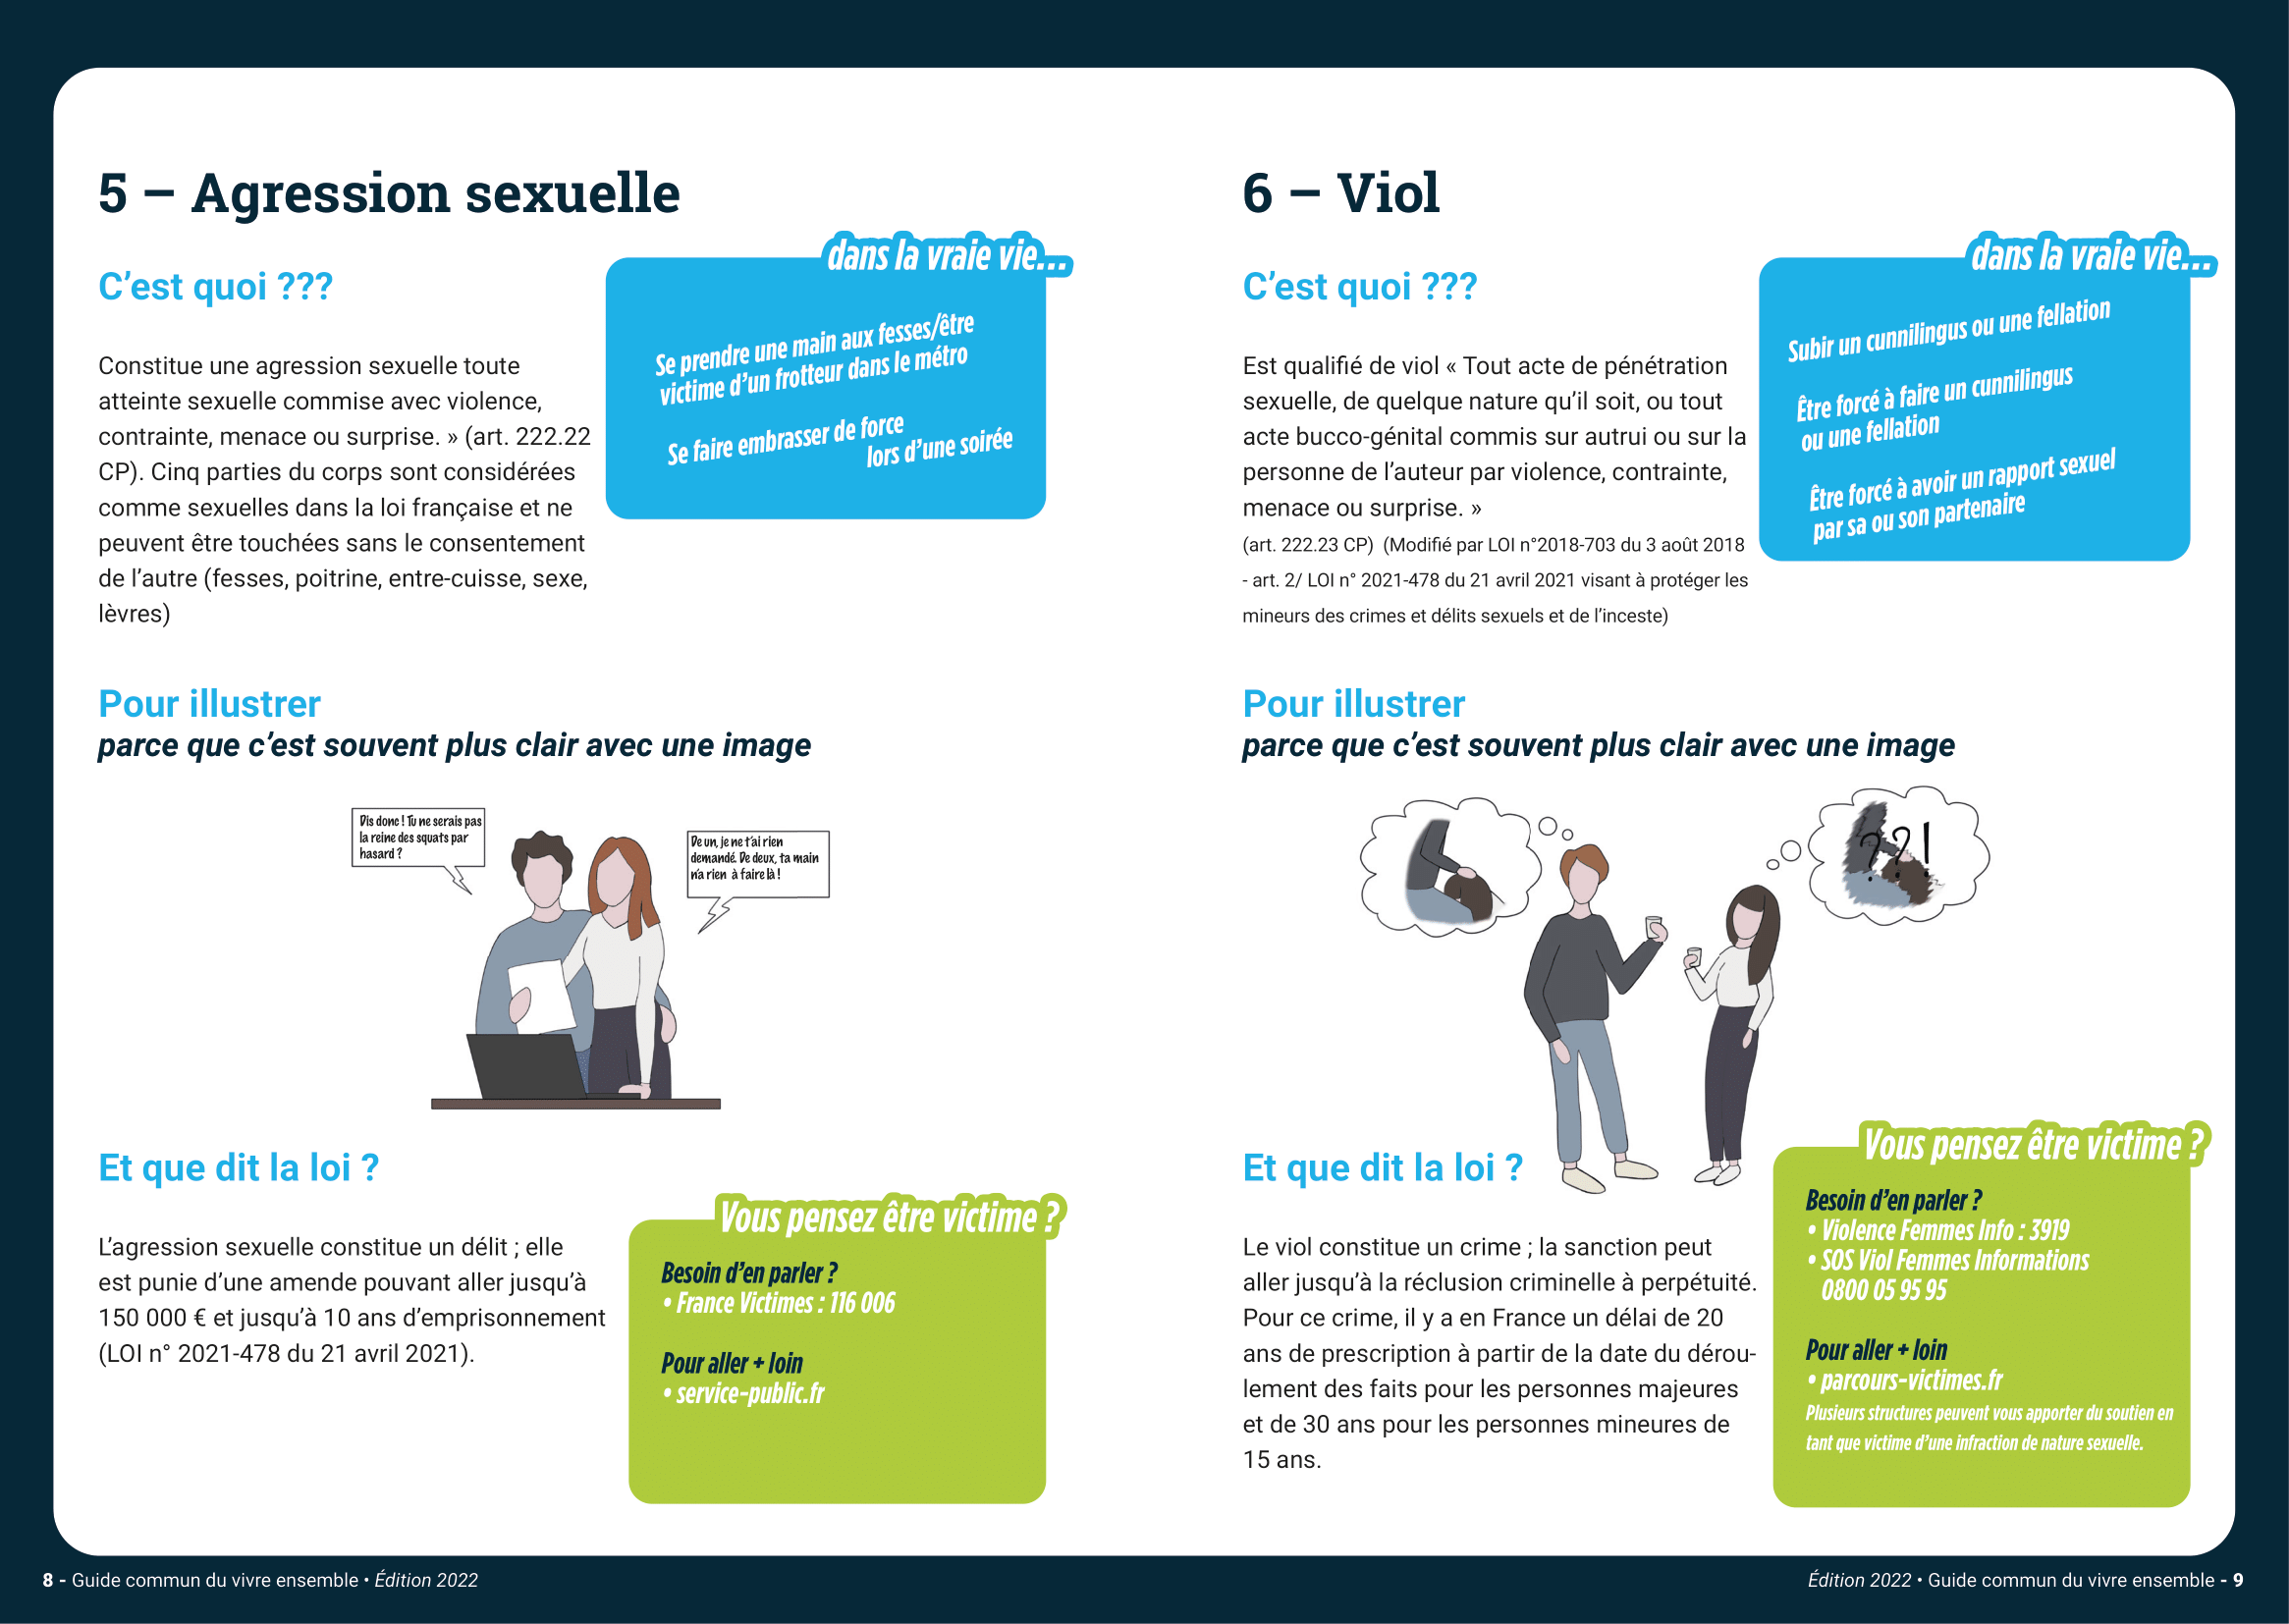 5 – Agression sexuelle
C’est quoi ???
dans la vraie vie...
Se prendre une main aux fesses/être
victime d’un frotteur dans le métro
Se faire embrasser de force
lors d’une soirée
Constitue une agression sexuelle toute
atteinte sexuelle commise avec violence,
contrainte, menace ou surprise. » (art. 222.22
CP). Cinq parties du corps sont considérées
comme sexuelles dans la loi française et ne
peuvent être touchées sans le consentement
de l’autre (fesses, poitrine, entre-cuisse, sexe,
lèvres)
Pour illustrer
parce que c’est souvent plus clair avec une image
Dis donc ! Tu ne serais pas
la reine des squats par
hasard ?
De un, je ne t'ai rien
demandé. De deux, ta main
n'a rien à faire là !
Et que dit la loi ?
L’agression sexuelle constitue un délit ; elle
est punie d’une amende pouvant aller jusqu’à
150 000 € et jusqu’à 10 ans d’emprisonnement
(LOI n° 2021-478 du 21 avril 2021).
Vous pensez être victime ?
Besoin d’en parler ?
• France Victimes : 116 006
Pour aller + loin
• service-public.fr
8 - Guide commun du vivre ensemble • Édition 2022
6 – Viol
C’est quoi ???
dans la vraie vie...
Subir un cunnilingus ou une fellation
Être forcé à faire un cunnilingus
ou une fellation
Être forcé à avoir un rapport sexuel
par sa ou son partenaire
Est qualifié de viol « Tout acte de pénétration
sexuelle, de quelque nature qu’il soit, ou tout
acte bucco-génital commis sur autrui ou sur la
personne de l’auteur par violence, contrainte,
menace ou surprise. »
(art. 222.23 CP) (Modifié par LOI n°2018-703 du 3 août 2018
- art. 2/ LOI n° 2021-478 du 21 avril 2021 visant à protéger les
mineurs des crimes et délits sexuels et de l’inceste)
Pour illustrer
parce que c’est souvent plus clair avec une image
??!
Et que dit la loi ?
Le viol constitue un crime ; la sanction peut
aller jusqu’à la réclusion criminelle à perpétuité.
Pour ce crime, il y a en France un délai de 20
ans de prescription à partir de la date du dérou-
lement des faits pour les personnes majeures
et de 30 ans pour les personnes mineures de
15 ans.
Vous pensez être victime ?
Besoin d’en parler ?
• Violence Femmes Info : 3919
• SOS Viol Femmes Informations
0800 05 95 95
Pour aller + loin
• parcours-victimes.fr
Plusieurs structures peuvent vous apporter du soutien en
tant que victime d’une infraction de nature sexuelle.
Édition 2022 • Guide commun du vivre ensemble - 9